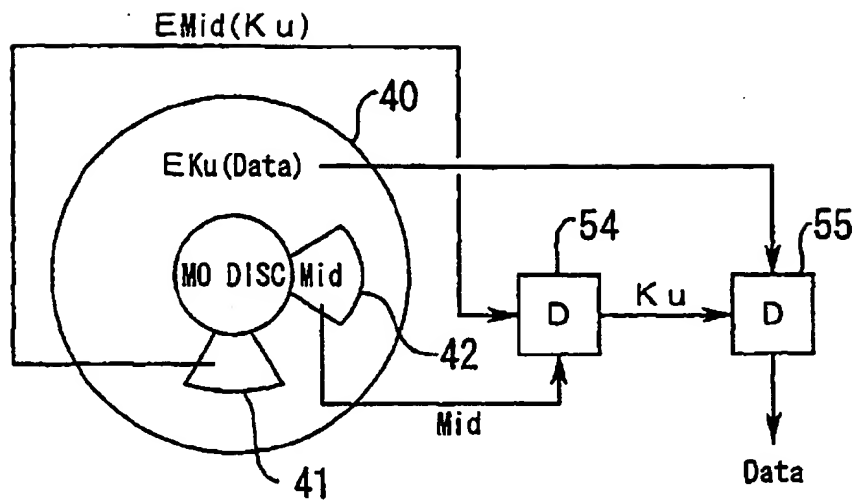 EMid(Ku)
40
EKu(Data)
54
55
MO DISC
Mid
D
Ku
D
42
Mid
41
Data